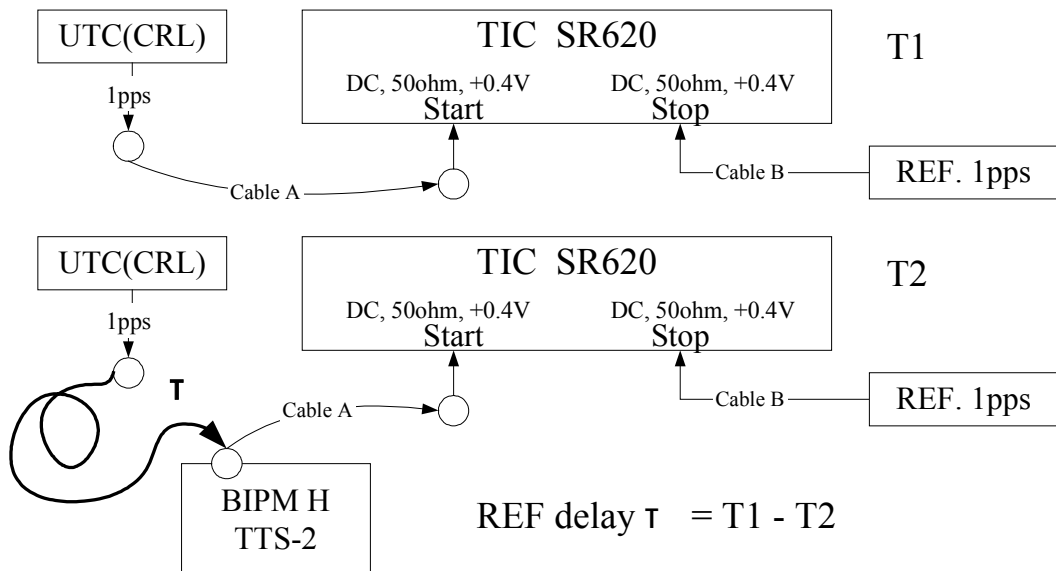 UTC(CRL)
1pps
Cable A
TIC SR620
DC, 50ohm, +0.4V
Start
DC, 50ohm, +0.4V
Stop
Cable B
REF. 1pps
T1
UTC(CRL)
1pps
τ
Cable A
BIPM H
TTS-2
TIC SR620
DC, 50ohm, +0.4V
Start
DC, 50ohm, +0.4V
Stop
Cable B
REF. 1pps
T2
REF delay τ = T1 - T2